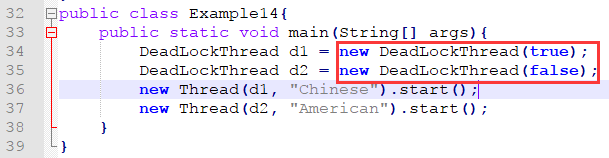 32 public class Example14{
33 public static void main(String[] args){
34 DeadLockThread d1 = new DeadLockThread(true);
35 DeadLockThread d2 = new DeadLockThread(false);
36 new Thread(d1, "Chinese").start();
37 new Thread(d2, "American").start();
38 }
39 }